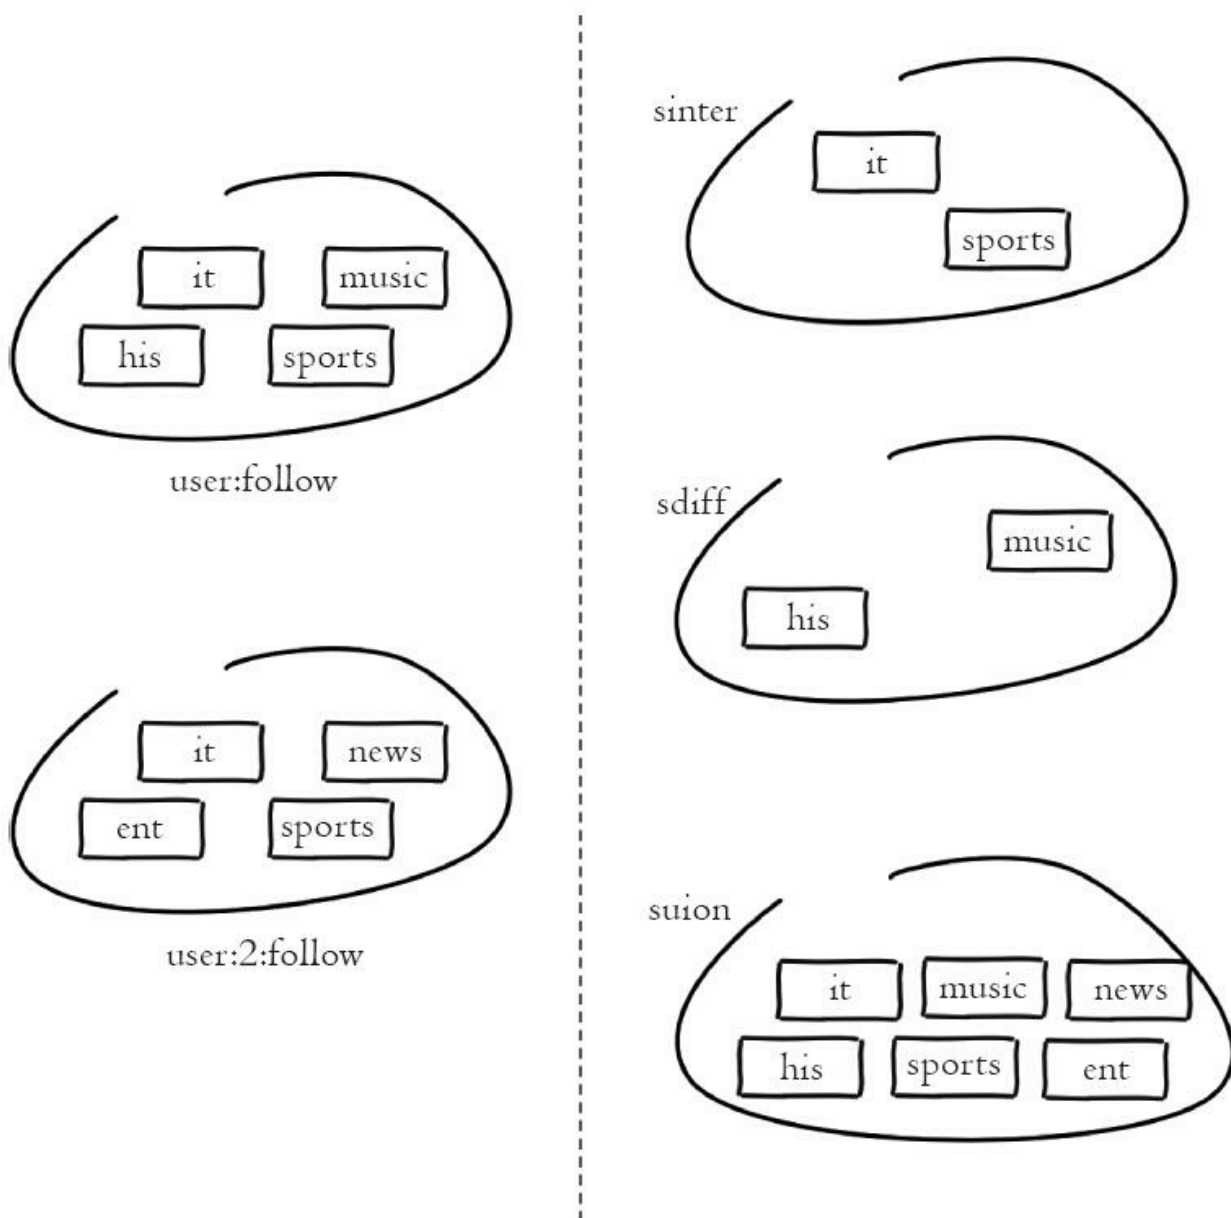 it
music
his
sports
user:follow
it
news
ent
sports
user:2:follow
sinter
it
sports
sdiff
music
his
suion
it
music
news
his
sports
ent